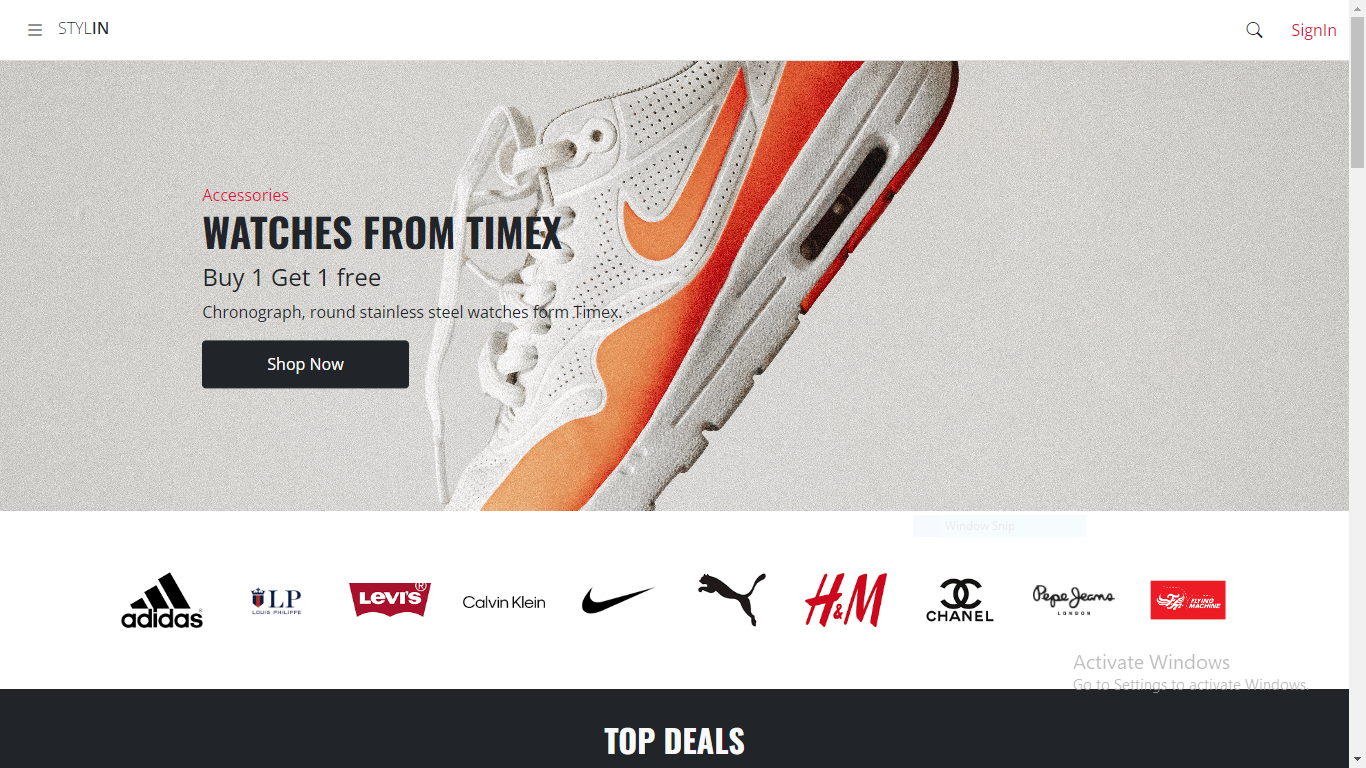 STYLIN
SignIn
Accessories
WATCHES FROM TIMEX
Buy 1 Get 1 free
Chronograph, round stainless steel watches form Timex.
Shop Now
Window Snip
adidas
LP
LOUIS PHILIPPE
LEVI'S
Calvin Klein
H&M
CHANEL
Pepe Jeans
LONDON
FLYING
MACHINE
Activate Windows
Go to Settings to activate Windows.
TOP DEALS